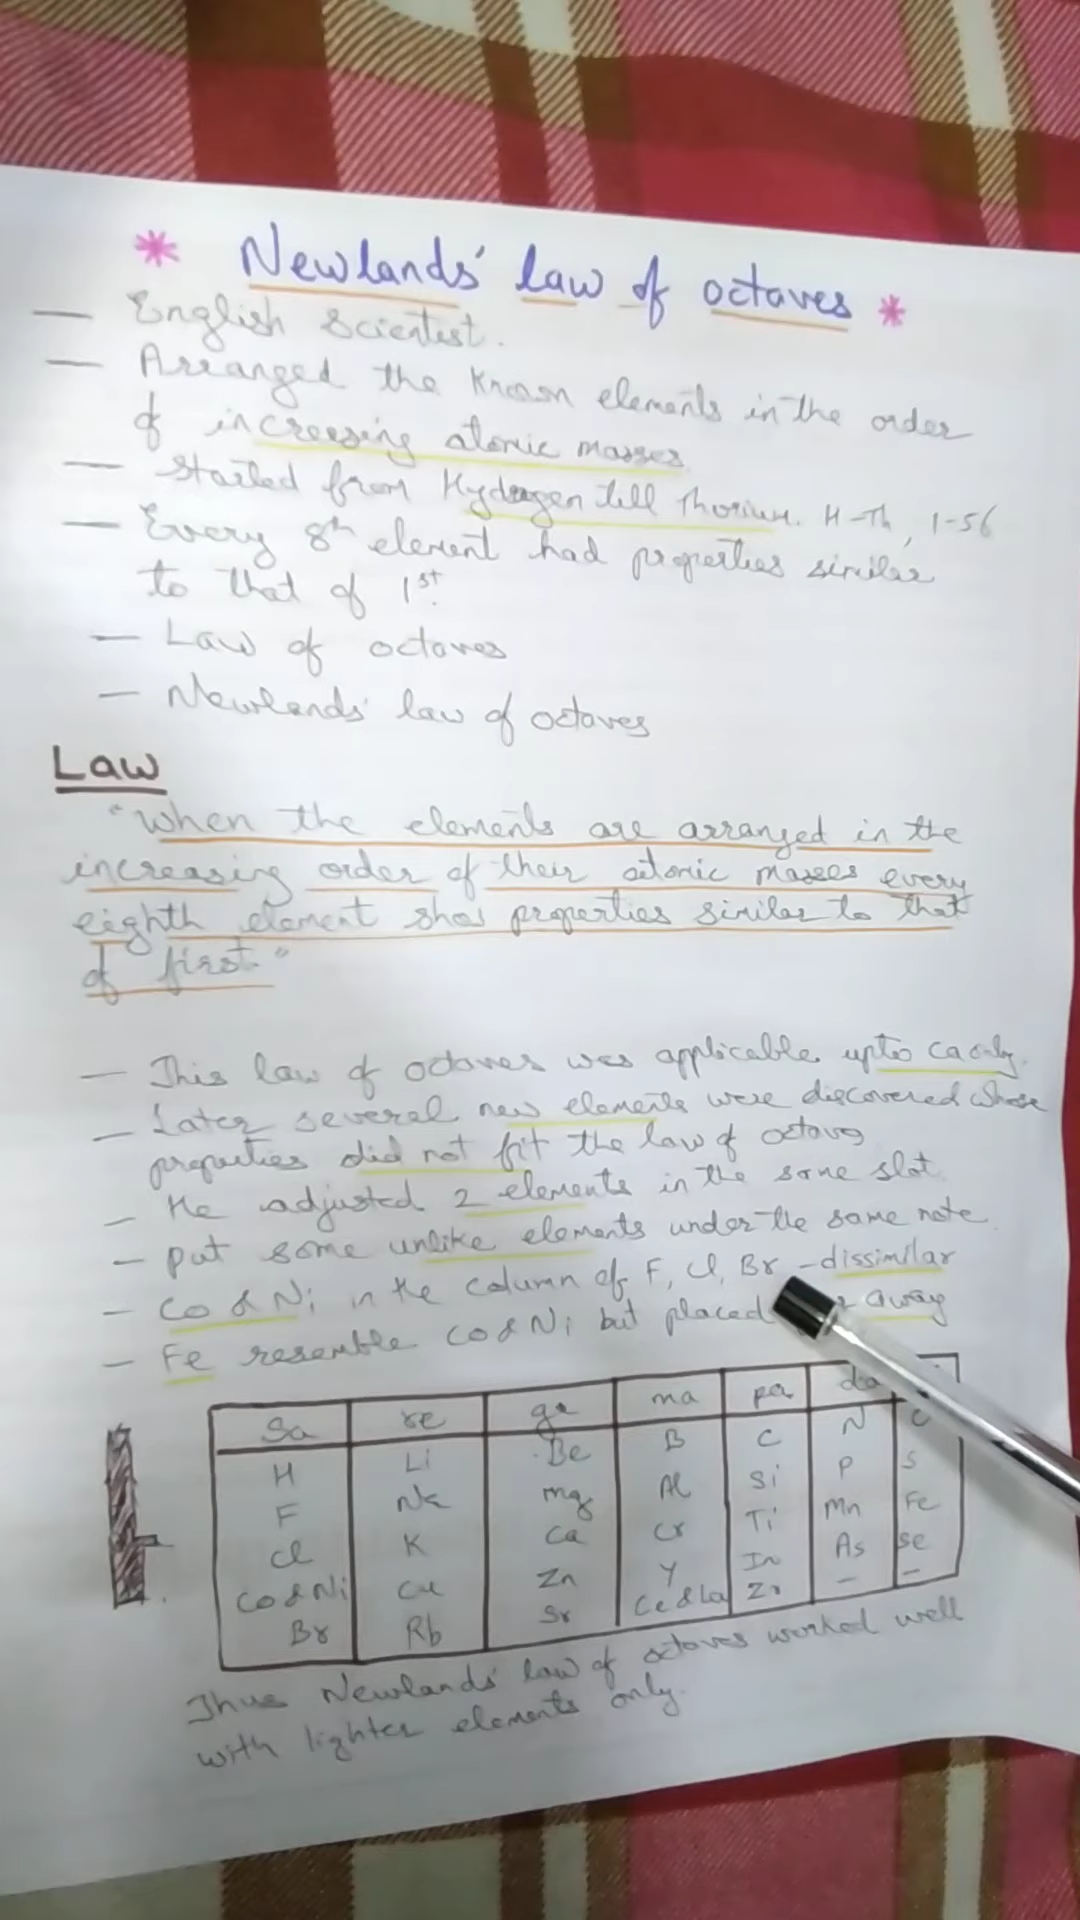 * Newlands' law of octaves *
— English Scientist.
— Arranged the known elements in the order
of increasing atomic masses.
— Started from Hydrogen till Thorium. H-Th, 1-56
— Every 8th element had properties similar
to that of 1st.
— Law of octaves
— Newlands' law of octaves
Law
"When the elements are arranged in the
increasing order of their atomic masses every
eighth element show properties similar to that
of first."
— This law of octaves was applicable upto Ca only.
— Later several new elements were discovered whose
properties did not fit the law of octave
— He adjusted 2 elements in the same slot.
— put some unlike elements under the same note.
— Co & Ni in the column of F, Cl, Br - dissimilar
— Fe resemble Co & Ni but placed away
Sa re ga ma pa
H Li Be B C N
F Na Mg Al Si P S
Cl K Ca Cr Ti Mn Fe
Co & Ni Cu Zn Y In As Se
Br Rb Sr Ce & La Zr – –
Thus Newlands' law of octaves worked well
with lighter elements only.